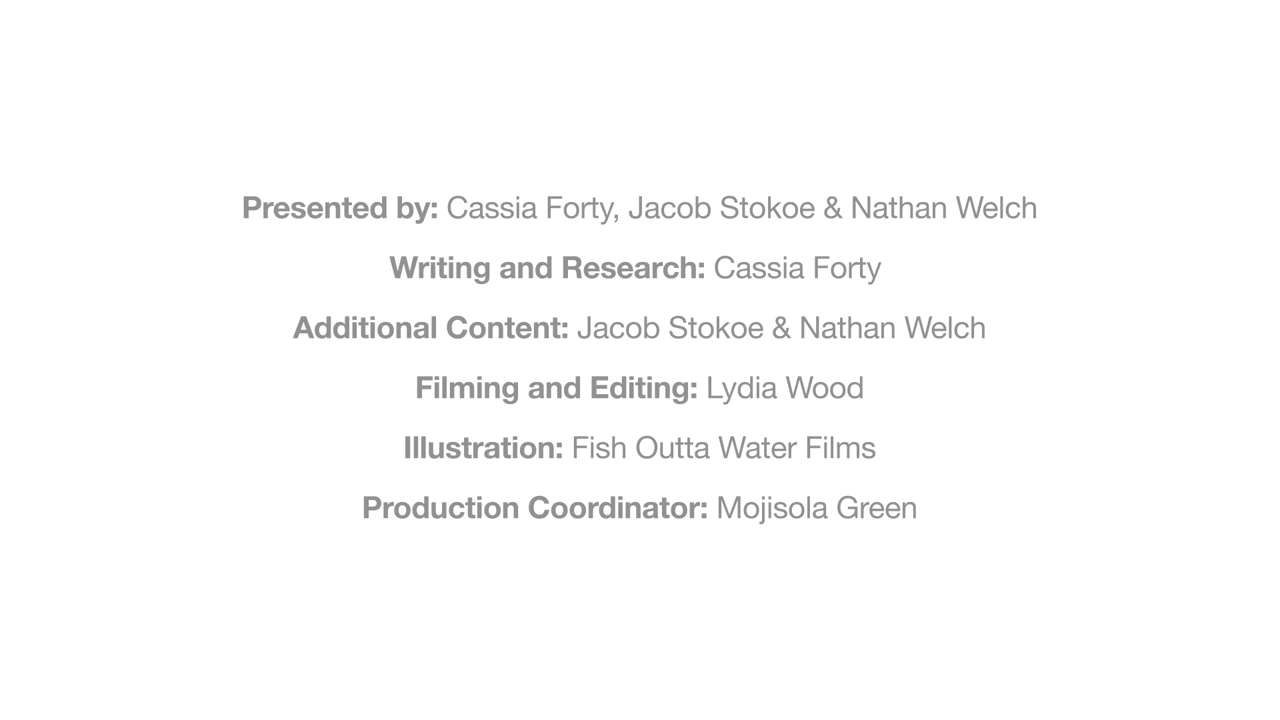 Presented by: Cassia Forty, Jacob Stokoe & Nathan Welch
Writing and Research: Cassia Forty
Additional Content: Jacob Stokoe & Nathan Welch
Filming and Editing: Lydia Wood
Illustration: Fish Outta Water Films
Production Coordinator: Mojisola Green